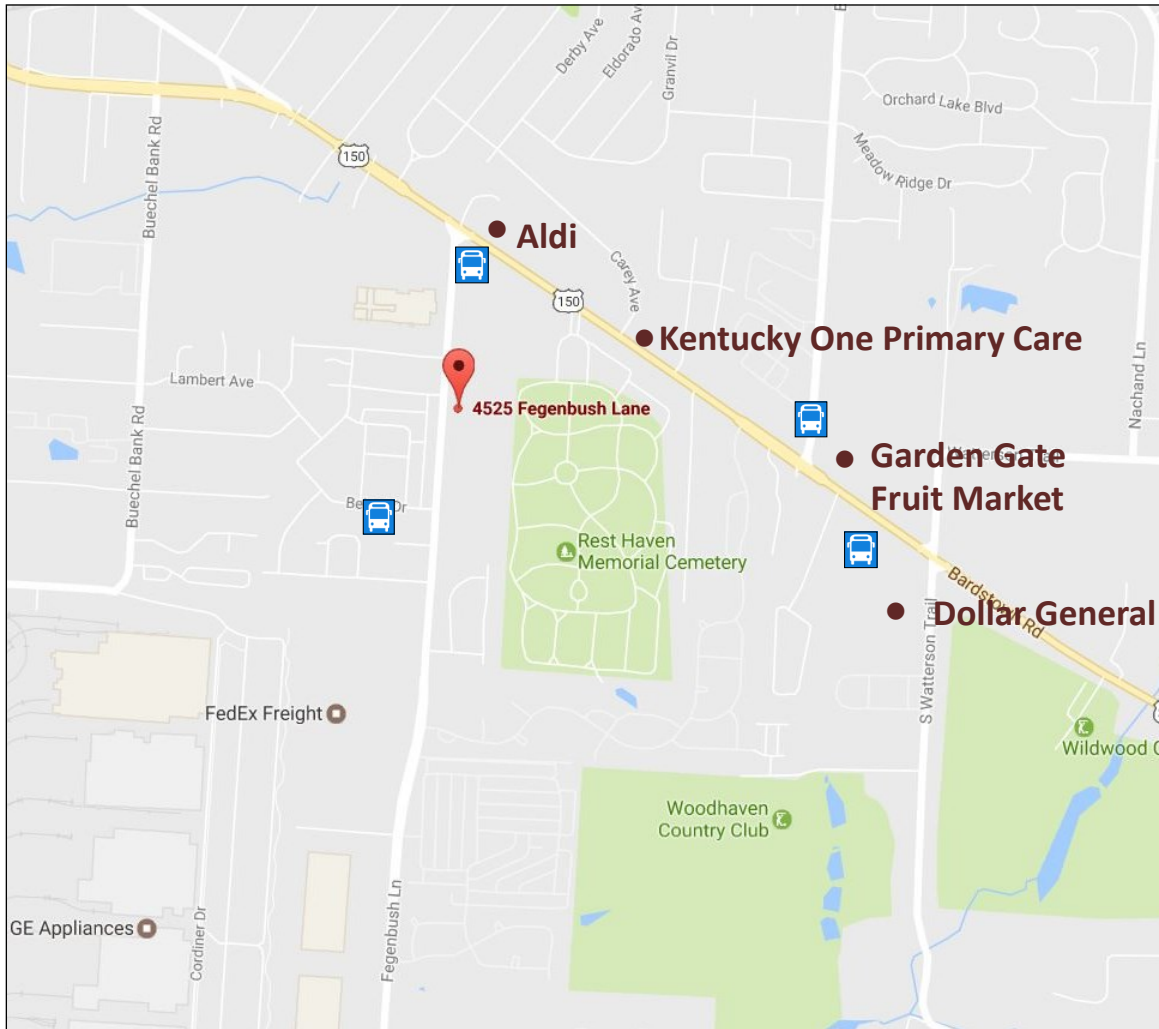 Derby Ave
Eldorado Av
Granvil Dr
Orchard Lake Blvd
Buechel Bank Rd
150
Meadow Ridge Dr
Aldi
Carey Ave
150
Kentucky One Primary Care
Nachand Ln
Lambert Ave
4525 Fegenbush Lane
Buechel Bank Rd
Garden Gate
Fruit Market
Rest Haven
Memorial Cemetery
Bardstown Rd
Dollar General
S Watterson Trail
FedEx Freight
Wildwood C
Woodhaven
Country Club
Fegenbush Ln
Cordiner Dr
GE Appliances